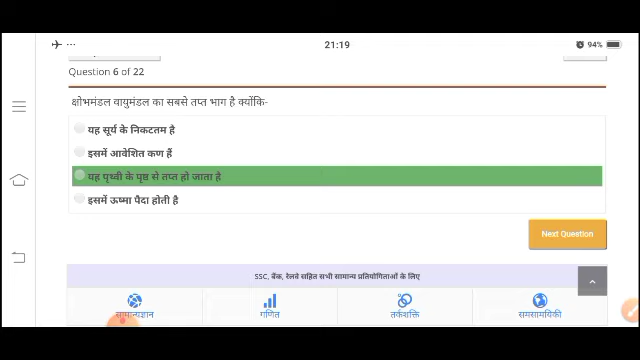 21:19
94%
Question 6 of 22
क्षोभमंडल वायुमंडल का सबसे तप्त भाग है क्योंकि-
यह सूर्य के निकटतम है
इसमें आवेशित कण हैं
यह पृथ्वी के पृष्ट से तप्त हो जाता है
इसमें ऊष्मा पैदा होती है
Next Question
SSC, बैंक, रेलवे सहित सभी सामान्य प्रतियोगिताओं के लिए
सामान्यज्ञान गणित तर्कशक्ति समसामयिकी